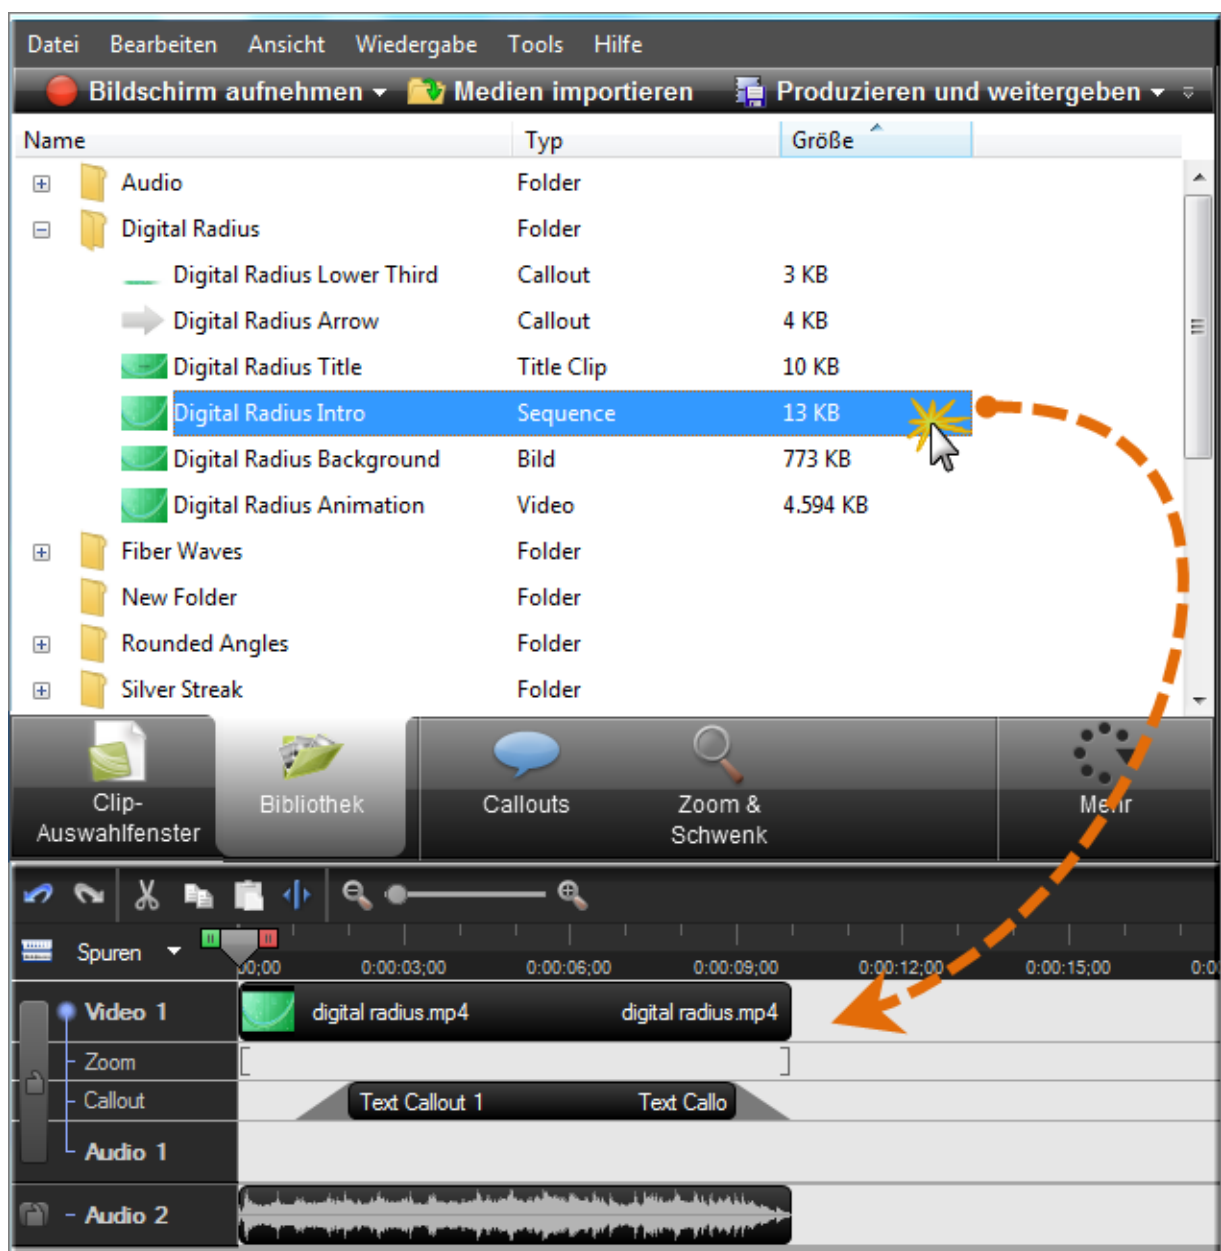 Datei Bearbeiten Ansicht Wiedergabe Tools Hilfe
Bildschirm aufnehmen Medien importieren Produzieren und weitergeben
Name Typ Größe
Audio Folder
Digital Radius Folder
Digital Radius Lower Third Callout 3 KB
Digital Radius Arrow Callout 4 KB
Digital Radius Title Title Clip 10 KB
Digital Radius Intro Sequence 13 KB
Digital Radius Background Bild 773 KB
Digital Radius Animation Video 4.594 KB
Fiber Waves Folder
New Folder Folder
Rounded Angles Folder
Silver Streak Folder
Clip-
Auswahlfenster
Bibliothek
Callouts
Zoom &
Schwenk
Mehr
Spuren
00;00 0:00:03;00 0:00:06;00 0:00:09;00 0:00:12;00 0:00:15;00 0:0
Video 1 digital radius.mp4 digital radius.mp4
Zoom
Callout Text Callout 1 Text Callo
Audio 1
Audio 2